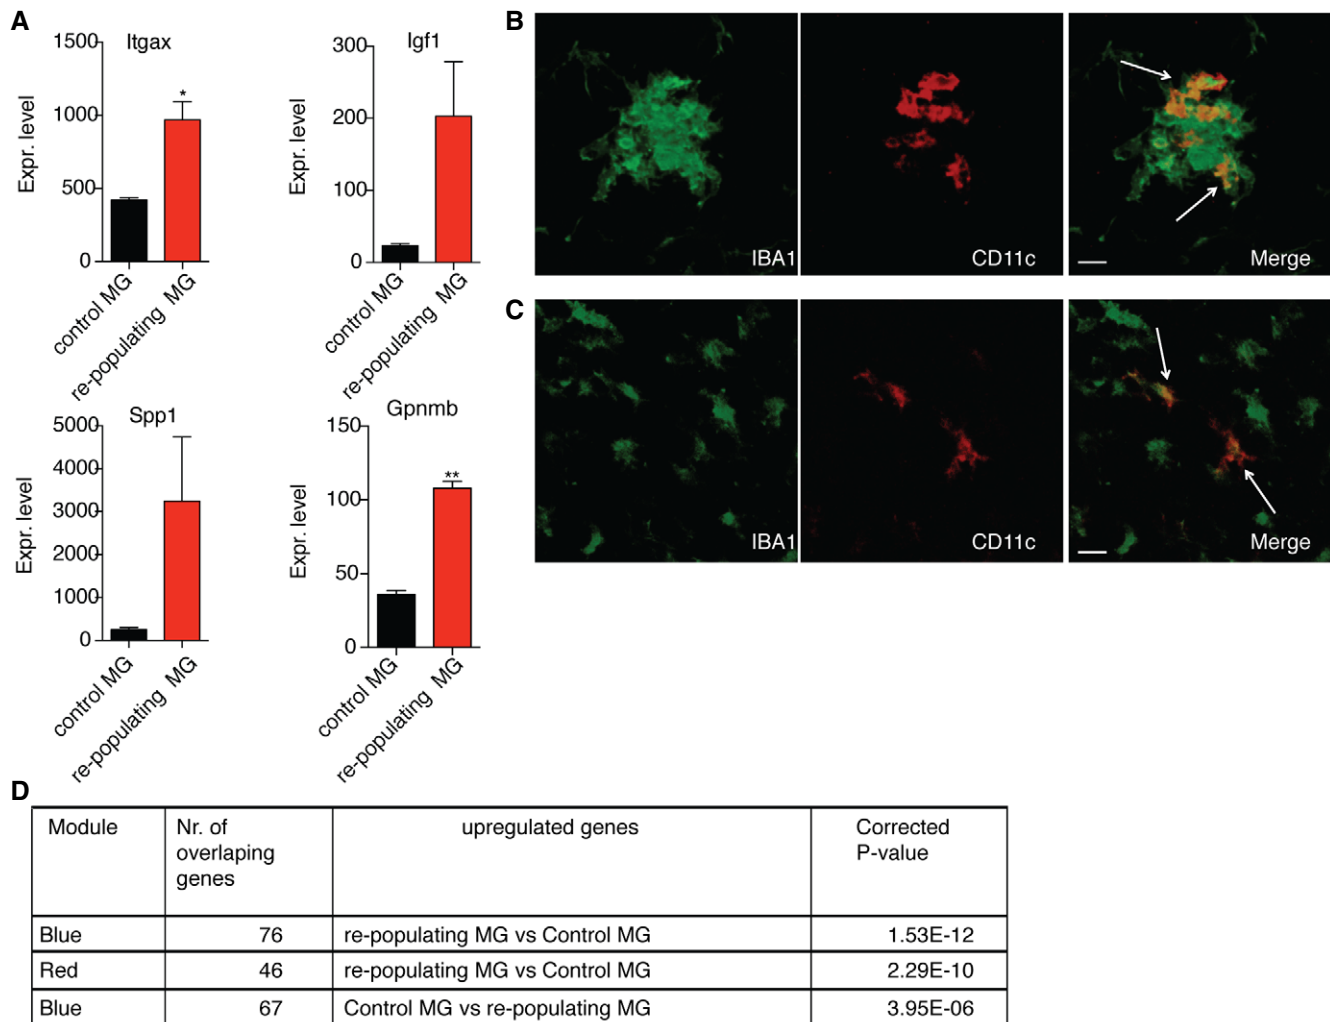 A
Itgax
1500
1000
500
0
Expr. level
*
control MG
re-populating MG
Igf1
300
200
100
0
Expr. level
control MG
re-populating MG
Spp1
5000
4000
3000
2000
1000
0
Expr. level
control MG
re-populating MG
Gpnmb
150
100
50
0
Expr. level
**
control MG
re-populating MG
B
IBA1
CD11c
Merge
C
IBA1
CD11c
Merge
D
Module
Nr. of
overlaping
genes
upregulated genes
Corrected
P-value
Blue 76 re-populating MG vs Control MG 1.53E-12
Red 46 re-populating MG vs Control MG 2.29E-10
Blue 67 Control MG vs re-populating MG 3.95E-06